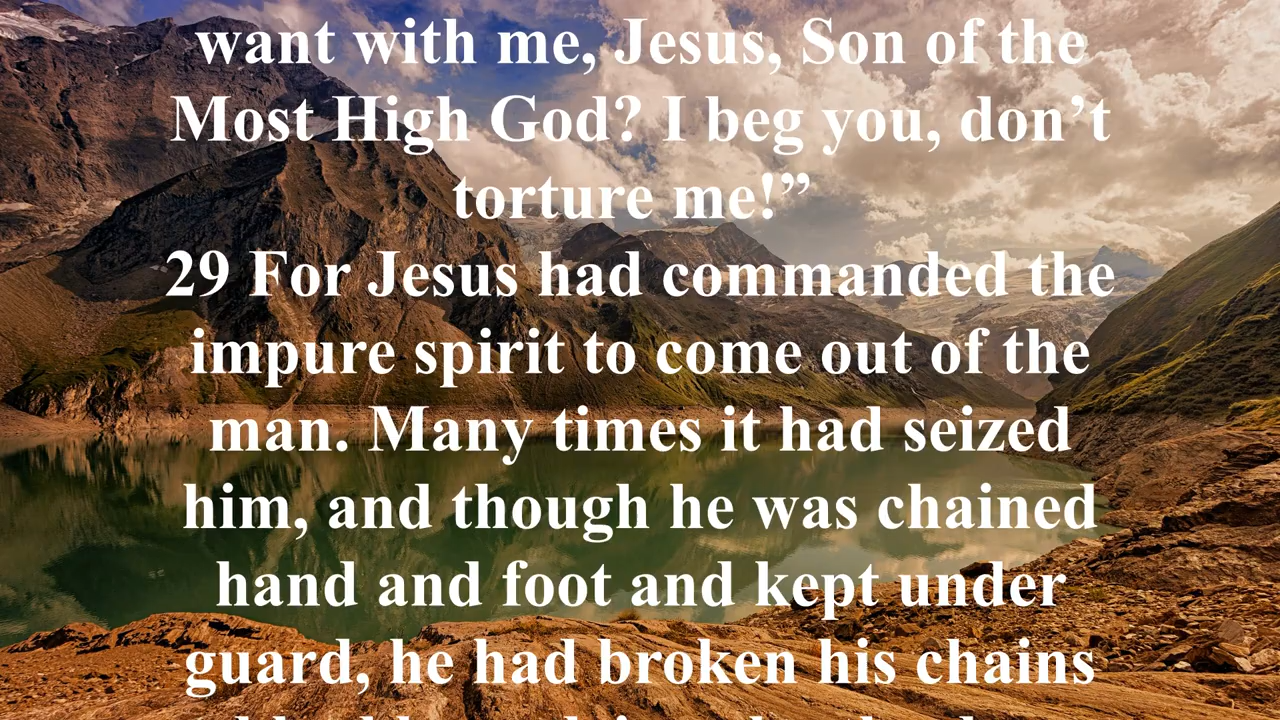 want with me, Jesus, Son of the
Most High God? I beg you, don’t
torture me!”
29 For Jesus had commanded the
impure spirit to come out of the
man. Many times it had seized
him, and though he was chained
hand and foot and kept under
guard, he had broken his chains